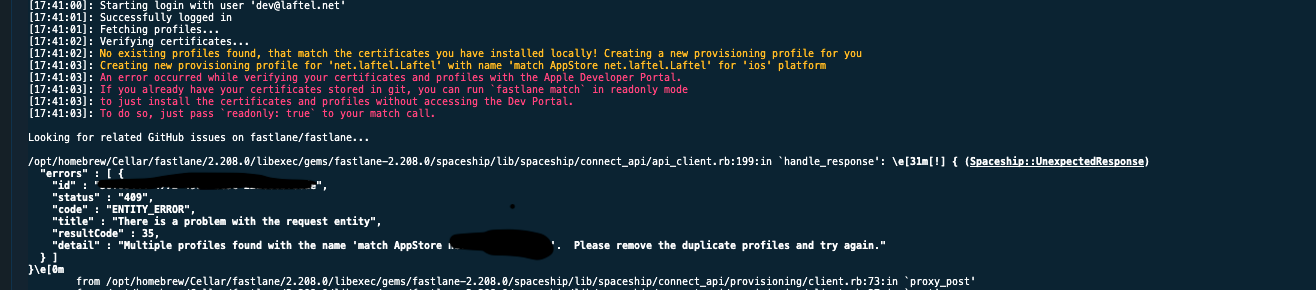 [17:41:00]: Starting login with user 'dev@laftel.net'
[17:41:01]: Successfully logged in
[17:41:01]: Fetching profiles...
[17:41:02]: Verifying certificates...
[17:41:02]: No existing profiles found, that match the certificates you have installed locally! Creating a new provisioning profile for you
[17:41:03]: Creating new provisioning profile for 'net.laftel.Laftel' with name 'match AppStore net.laftel.Laftel' for 'ios' platform
[17:41:03]: An error occurred while verifying your certificates and profiles with the Apple Developer Portal.
[17:41:03]: If you already have your certificates stored in git, you can run `fastlane match` in readonly mode
[17:41:03]: to just install the certificates and profiles without accessing the Dev Portal.
[17:41:03]: To do so, just pass `readonly: true` to your match call.
Looking for related GitHub issues on fastlane/fastlane...
/opt/homebrew/Cellar/fastlane/2.208.0/libexec/gems/fastlane-2.208.0/spaceship/lib/spaceship/connect_api/api_client.rb:199:in `handle_response': \e[31m[!] { (Spaceship::UnexpectedResponse)
"errors" : [ {
"id" : "
",
"status" : "409",
"code" : "ENTITY_ERROR",
"title" : "There is a problem with the request entity",
"resultCode" : 35,
"detail" : "Multiple profiles found with the name 'match AppStore '.  Please remove the duplicate profiles and try again."
} ]
}\e[0m
from /opt/homebrew/Cellar/fastlane/2.208.0/libexec/gems/fastlane-2.208.0/spaceship/lib/spaceship/connect_api/provisioning/client.rb:73:in `proxy_post'